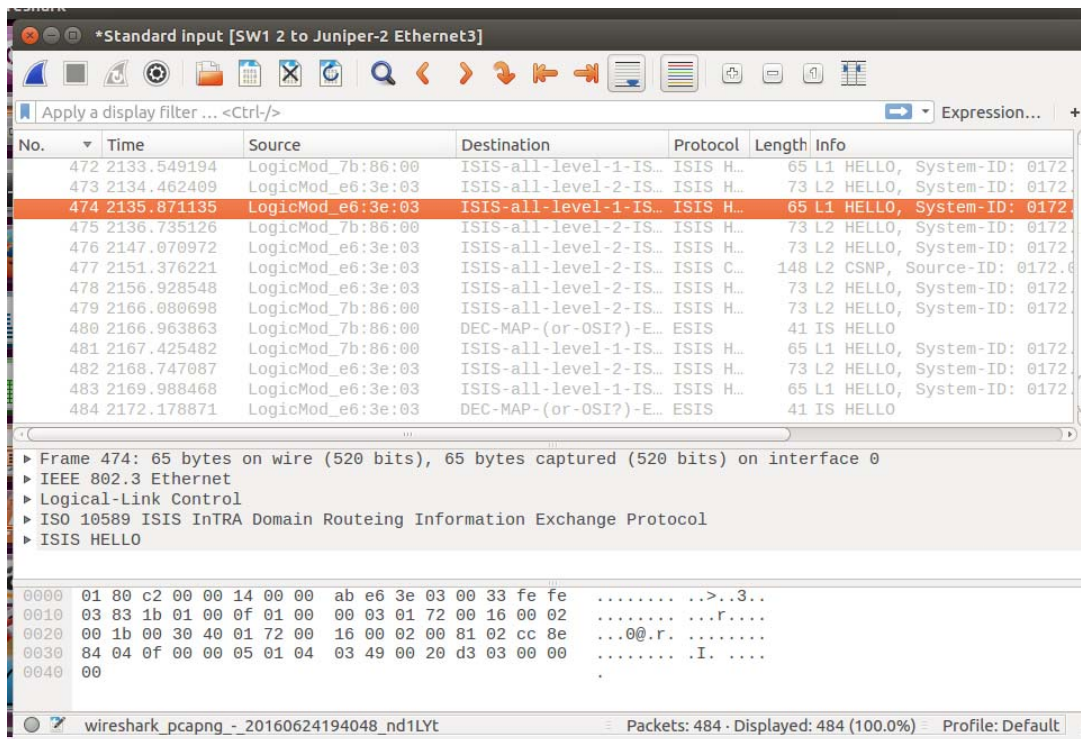 *Standard input [SW1 2 to Juniper-2 Ethernet3]
Apply a display filter ... <Ctrl-/> Expression... +
No. Time Source Destination Protocol Length Info
472 2133.549194 LogicMod_7b:86:00 ISIS-all-level-1-IS… ISIS H… 65 L1 HELLO, System-ID: 0172.
473 2134.462409 LogicMod_e6:3e:03 ISIS-all-level-2-IS… ISIS H… 73 L2 HELLO, System-ID: 0172.
474 2135.871135 LogicMod_e6:3e:03 ISIS-all-level-1-IS… ISIS H… 65 L1 HELLO, System-ID: 0172.
475 2136.735126 LogicMod_7b:86:00 ISIS-all-level-2-IS… ISIS H… 73 L2 HELLO, System-ID: 0172.
476 2147.070972 LogicMod_e6:3e:03 ISIS-all-level-2-IS… ISIS H… 73 L2 HELLO, System-ID: 0172.
477 2151.376221 LogicMod_e6:3e:03 ISIS-all-level-2-IS… ISIS C… 148 L2 CSNP, Source-ID: 0172.0
478 2156.928548 LogicMod_e6:3e:03 ISIS-all-level-2-IS… ISIS H… 73 L2 HELLO, System-ID: 0172.
479 2166.080698 LogicMod_e6:3e:03 ISIS-all-level-2-IS… ISIS H… 73 L2 HELLO, System-ID: 0172.
480 2166.963863 LogicMod_7b:86:00 DEC-MAP-(or-OSI?)-E… ESIS 41 IS HELLO
481 2167.425482 LogicMod_7b:86:00 ISIS-all-level-1-IS… ISIS H… 65 L1 HELLO, System-ID: 0172.
482 2168.747087 LogicMod_e6:3e:03 ISIS-all-level-2-IS… ISIS H… 73 L2 HELLO, System-ID: 0172.
483 2169.988468 LogicMod_e6:3e:03 ISIS-all-level-1-IS… ISIS H… 65 L1 HELLO, System-ID: 0172.
484 2172.178871 LogicMod_e6:3e:03 DEC-MAP-(or-OSI?)-E… ESIS 41 IS HELLO
Frame 474: 65 bytes on wire (520 bits), 65 bytes captured (520 bits) on interface 0
IEEE 802.3 Ethernet
Logical-Link Control
ISO 10589 ISIS InTRA Domain Routeing Information Exchange Protocol
ISIS HELLO
0000 01 80 c2 00 00 14 00 00 ab e6 3e 03 00 33 fe fe ........ ..>..3..
0010 03 83 1b 01 00 0f 01 00 00 03 01 72 00 16 00 02 ........ ...r....
0020 00 1b 00 30 40 01 72 00 16 00 02 00 81 02 cc 8e ...0@.r. ........
0030 84 04 0f 00 00 05 01 04 03 49 00 20 d3 03 00 00 ........ .I. ....
0040 00 .
wireshark_pcapng_-_20160624194048_nd1LYt Packets: 484 · Displayed: 484 (100.0%) Profile: Default